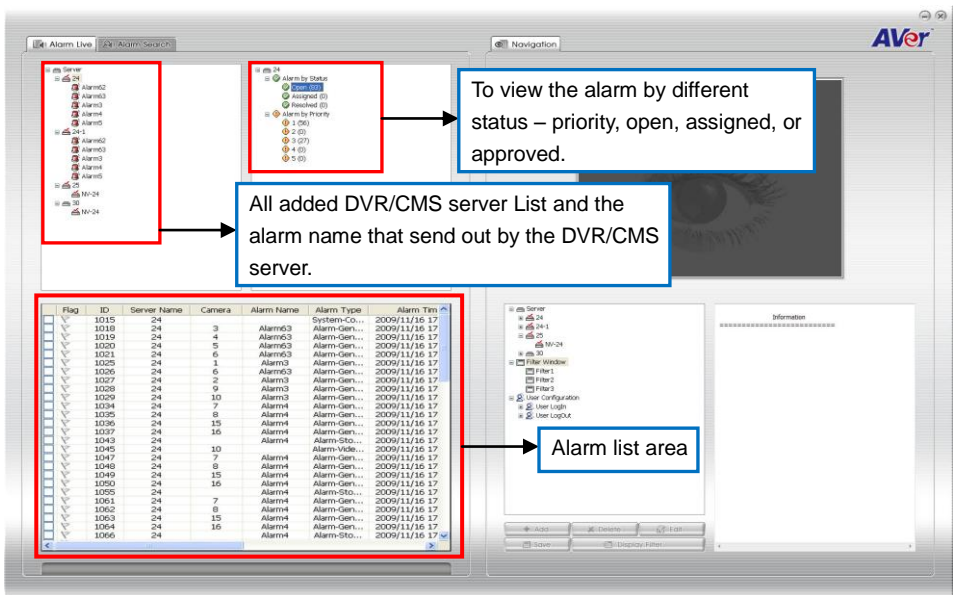 Alarm Live
Alarm Search
Navigation
AVer
Server
24
Alarm62
Alarm63
Alarm3
Alarm4
Alarm5
24-1
Alarm62
Alarm63
Alarm3
Alarm4
Alarm5
25
NV-24
30
NV-24
24
Alarm by Status
Open (83)
Assigned (0)
Resolved (0)
Alarm by Priority
1 (56)
2 (0)
3 (27)
4 (0)
5 (0)
To view the alarm by different
status – priority, open, assigned, or
approved.
All added DVR/CMS server List and the
alarm name that send out by the DVR/CMS
server.
Flag ID Server Name Camera Alarm Name Alarm Type Alarm Tim
1015 24 System-Co... 2009/11/16 17
1018 24 3 Alarm63 Alarm-Gen... 2009/11/16 17
1019 24 4 Alarm63 Alarm-Gen... 2009/11/16 17
1020 24 5 Alarm63 Alarm-Gen... 2009/11/16 17
1021 24 6 Alarm63 Alarm-Gen... 2009/11/16 17
1025 24 1 Alarm3 Alarm-Gen... 2009/11/16 17
1026 24 6 Alarm63 Alarm-Gen... 2009/11/16 17
1027 24 2 Alarm3 Alarm-Gen... 2009/11/16 17
1028 24 9 Alarm3 Alarm-Gen... 2009/11/16 17
1029 24 10 Alarm3 Alarm-Gen... 2009/11/16 17
1034 24 7 Alarm4 Alarm-Gen... 2009/11/16 17
1035 24 8 Alarm4 Alarm-Gen... 2009/11/16 17
1036 24 15 Alarm4 Alarm-Gen... 2009/11/16 17
1037 24 16 Alarm4 Alarm-Gen... 2009/11/16 17
1043 24 Alarm4 Alarm-Sto... 2009/11/16 17
1045 24 10 Alarm-Vide... 2009/11/16 17
1047 24 7 Alarm4 Alarm-Gen... 2009/11/16 17
1048 24 8 Alarm4 Alarm-Gen... 2009/11/16 17
1049 24 15 Alarm4 Alarm-Gen... 2009/11/16 17
1050 24 16 Alarm4 Alarm-Gen... 2009/11/16 17
1055 24 Alarm4 Alarm-Sto... 2009/11/16 17
1061 24 7 Alarm4 Alarm-Gen... 2009/11/16 17
1062 24 8 Alarm4 Alarm-Gen... 2009/11/16 17
1063 24 15 Alarm4 Alarm-Gen... 2009/11/16 17
1064 24 16 Alarm4 Alarm-Gen... 2009/11/16 17
1066 24 Alarm4 Alarm-Sto... 2009/11/16 17
Server
24
24-1
25
NV-24
30
Filter Window
Filter1
Filter2
Filter3
User Configuration
User LogIn
User LogOut
Alarm list area
Information
===========================
Add
Delete
Edit
Save
Display Filter